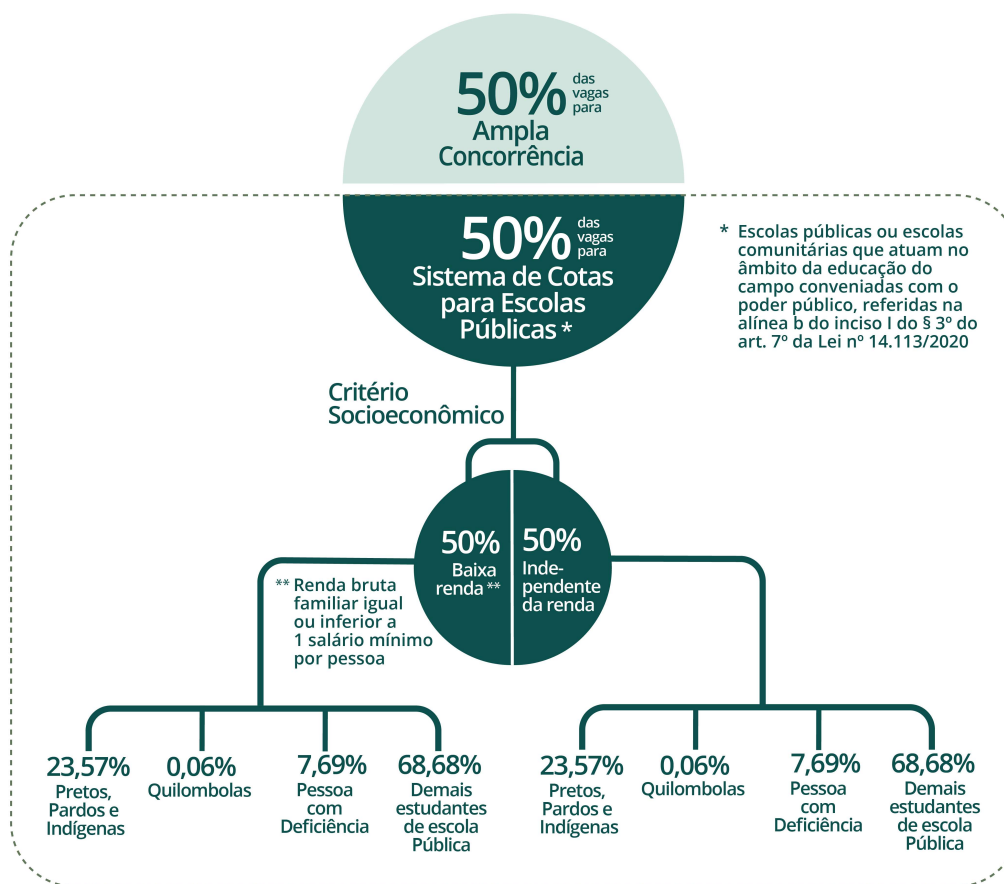 50% das
vagas
para
Ampla
Concorrência
50% das
vagas
para
Sistema de Cotas
para Escolas
Públicas *
* Escolas públicas ou escolas
comunitárias que atuam no
âmbito da educação do
campo conveniadas com o
poder público, referidas na
alínea b do inciso I do § 3º do
art. 7º da Lei nº 14.113/2020
Critério
Socioeconômico
50%
Baixa
renda **
50%
Inde-
pendente
da renda
** Renda bruta
familiar igual
ou inferior a
1 salário mínimo
por pessoa
23,57%
Pretos,
Pardos e
Indígenas
0,06%
Quilombolas
7,69%
Pessoa
com
Deficiência
68,68%
Demais
estudantes
de escola
Pública
23,57%
Pretos,
Pardos e
Indígenas
0,06%
Quilombolas
7,69%
Pessoa
com
Deficiência
68,68%
Demais
estudantes
de escola
Pública